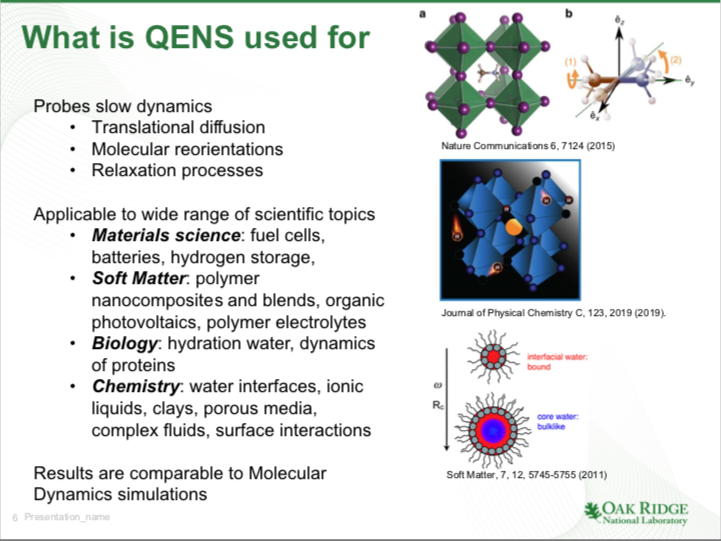 What is QENS used for
Probes slow dynamics
• Translational diffusion
• Molecular reorientations
• Relaxation processes
Applicable to wide range of scientific topics
• Materials science: fuel cells,
batteries, hydrogen storage,
• Soft Matter: polymer
nanocomposites and blends, organic
photovoltaics, polymer electrolytes
• Biology: hydration water, dynamics
of proteins
• Chemistry: water interfaces, ionic
liquids, clays, porous media,
complex fluids, surface interactions
Results are comparable to Molecular
Dynamics simulations
a
b
êz
(1)
(2)
êy
êx
Nature Communications 6, 7124 (2015)
H
H
H
Journal of Physical Chemistry C, 123, 2019 (2019).
interfacial water:
bound
ω
Rc
core water:
bulklike
Soft Matter, 7, 12, 5745-5755 (2011)
6 Presentation_name
OAK RIDGE
National Laboratory